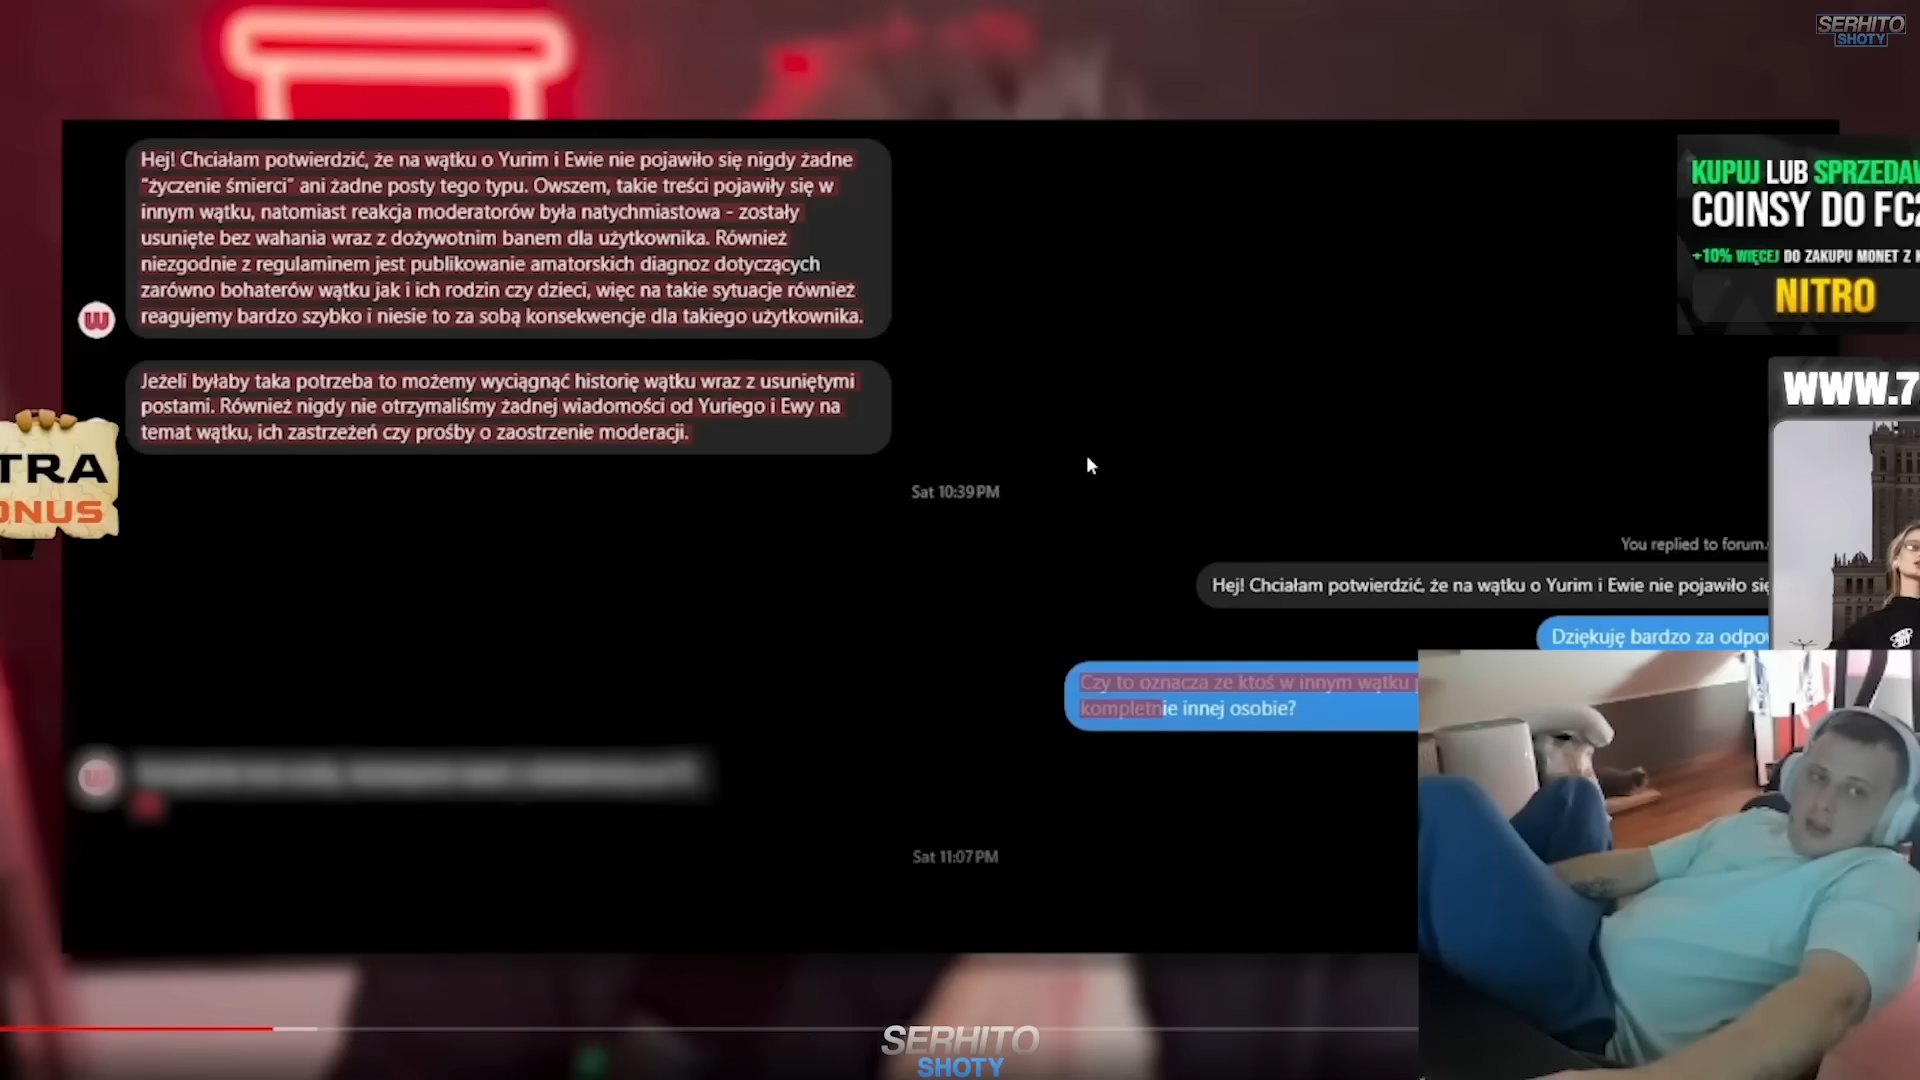 SERHITO
SHOTY
Hej! Chciałam potwierdzić, że na wątku o Yurim i Ewie nie pojawiło się nigdy żadne
"życzenie śmierci" ani żadne posty tego typu. Owszem, takie treści pojawiły się w
innym wątku, natomiast reakcja moderatorów była natychmiastowa - zostały
usunięte bez wahania wraz z dożywotnim banem dla użytkownika. Również
niezgodnie z regulaminem jest publikowanie amatorskich diagnoz dotyczących
zarówno bohaterów wątku jak i ich rodzin czy dzieci, więc na takie sytuacje również
reagujemy bardzo szybko i niesie to za sobą konsekwencje dla takiego użytkownika.
KUPUJ LUB SPRZEDAW
COINSY DO FC2
+10% WIĘCEJ DO ZAKUPU MONET Z K
NITRO
Jeżeli byłaby taka potrzeba to możemy wyciągnąć historię wątku wraz z usuniętymi
postami. Również nigdy nie otrzymaliśmy żadnej wiadomości od Yuriego i Ewy na
temat wątku, ich zastrzeżeń czy prośby o zaostrzenie moderacji.
WWW.7
TRA
ONUS
Sat 10:39 PM
You replied to forum.
Hej! Chciałam potwierdzić, że na wątku o Yurim i Ewie nie pojawiło się
Dziękuję bardzo za odpo
Czy to oznacza ze ktoś w innym wątku
kompletnie innej osobie?
Sat 11:07 PM
SERHITO
SHOTY